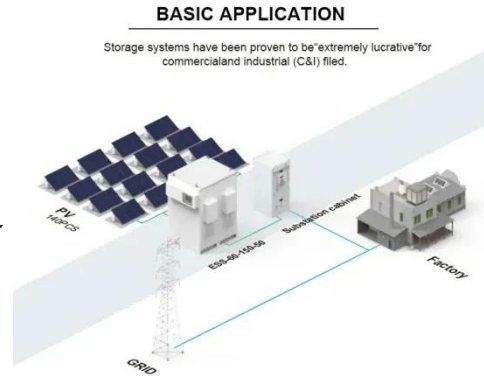 BASIC APPLICATION
Storage systems have been proven to be"extremely lucrative"for
commercialand industrial (C&I) filed.
PV
140PCS
ESS-60-150-50
Substation cabinet
Factory
GRID